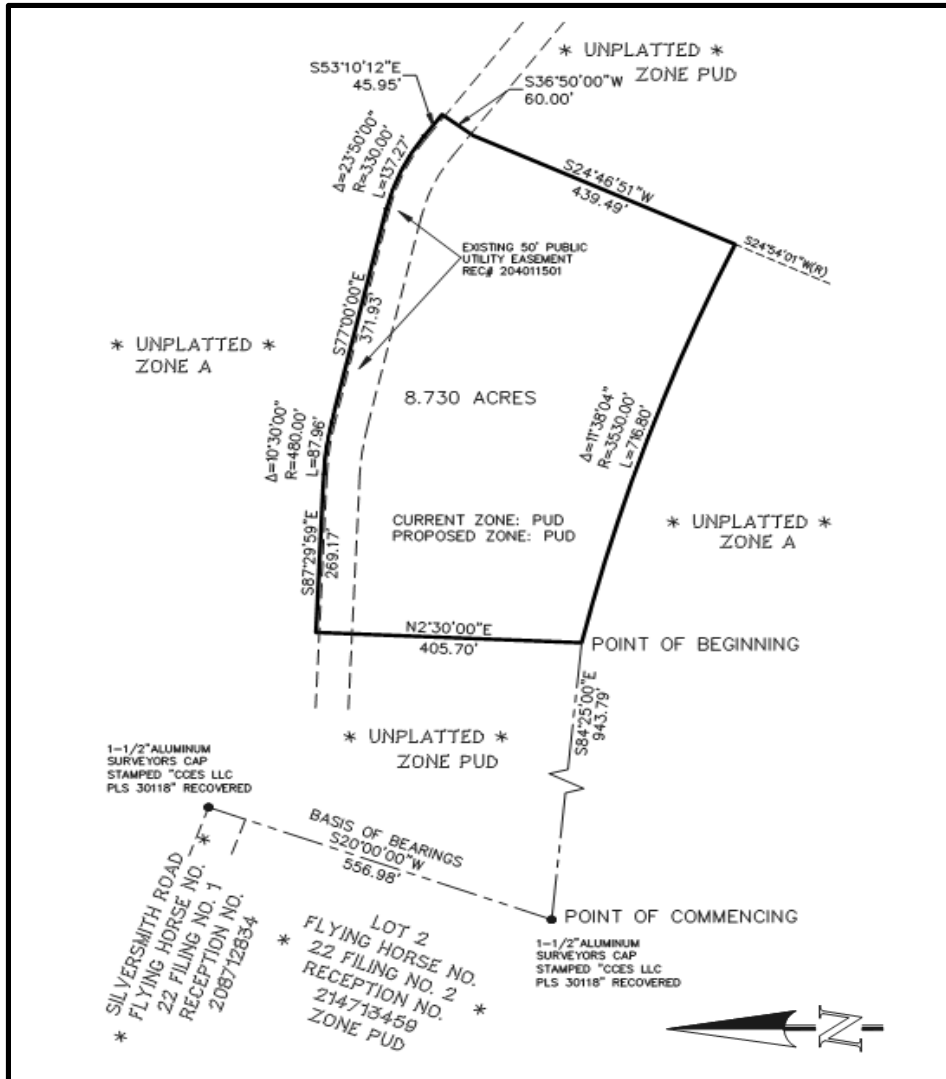 * UNPLATTED *
ZONE PUD
S53°10'12"E
45.95'
S36°50'00"W
60.00'
Δ=23°50'00"
R=330.00'
L=137.27'
S24°46'51"W
439.49'
S24°54'01"W(R)
EXISTING 50' PUBLIC
UTILITY EASEMENT
REC# 204011501
S77°00'00"E
371.93'
* UNPLATTED *
ZONE A
8.730 ACRES
Δ=11°38'04"
R=3530.00'
L=716.80'
Δ=10°30'00"
R=480.00'
L=87.96'
CURRENT ZONE: PUD
PROPOSED ZONE: PUD
* UNPLATTED *
ZONE A
S87°29'59"E
269.17'
N2°30'00"E
405.70'
POINT OF BEGINNING
S84°25'00"E
943.79'
* UNPLATTED *
ZONE PUD
1-1/2"ALUMINUM
SURVEYORS CAP
STAMPED "CCES LLC
PLS 30118" RECOVERED
BASIS OF BEARINGS
S20°00'00"W
556.98'
POINT OF COMMENCING
1-1/2"ALUMINUM
SURVEYORS CAP
STAMPED "CCES LLC
PLS 30118" RECOVERED
SILVERSMITH ROAD
* FLYING HORSE NO. *
22 FILING NO. 1
RECEPTION NO.
208712834
LOT 2
FLYING HORSE NO.
* 22 FILING NO. 2 *
RECEPTION NO.
214713459
ZONE PUD
N